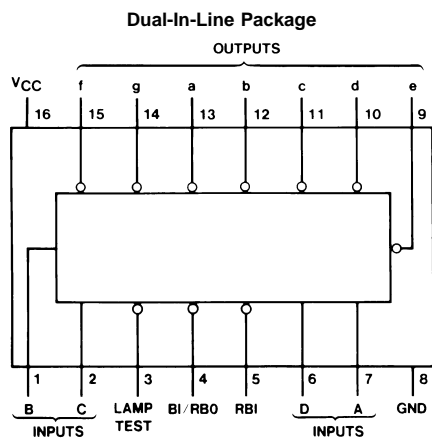 Dual-In-Line Package
OUTPUTS
VCC f g a b c d e
16 15 14 13 12 11 10 9
1 2 3 4 5 6 7 8
B C LAMP TEST BI/RBO RBI D A GND
INPUTS INPUTS